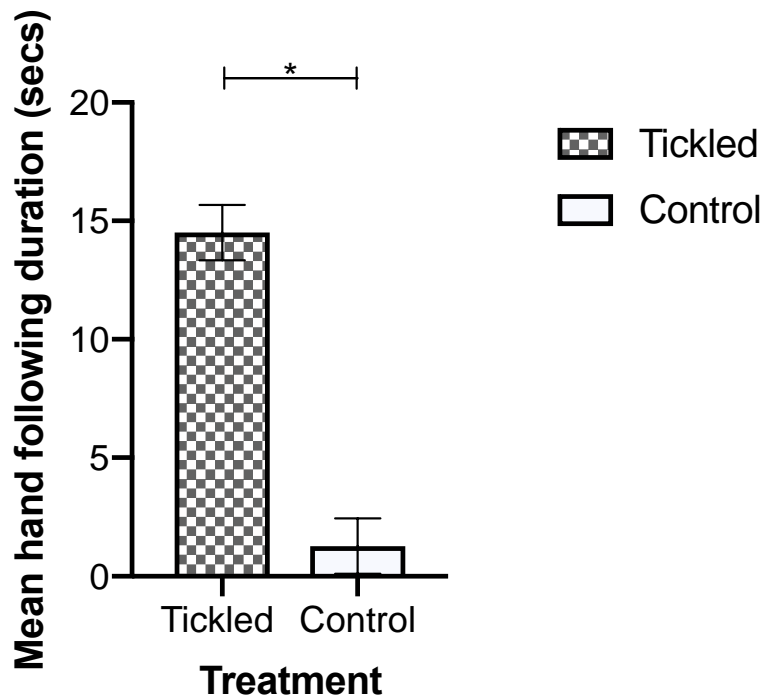 Mean hand following duration (secs)
*
20
15
10
5
0
Tickled
Control
Treatment
Tickled
Control